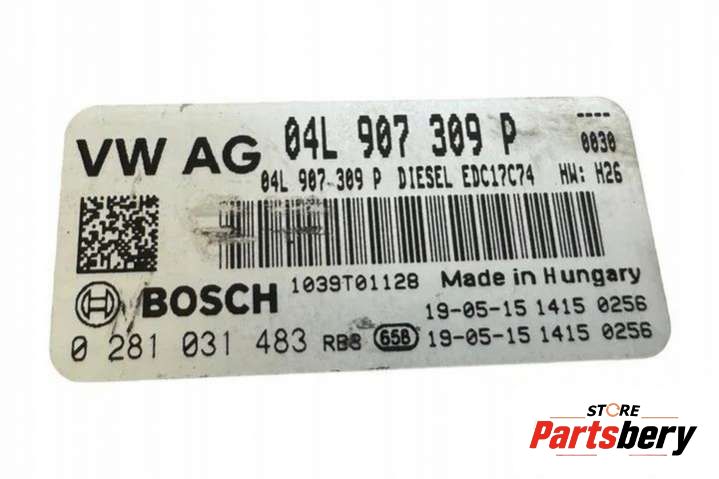 VW AG 04L 907 309 P ----
0030
04L 907 309 P DIESEL EDC17C74 HW: H26
1039T01128 Made in Hungary
BOSCH 19-05-15 1415 0256
0 281 031 483 RBS 658 19-05-15 1415 0256
STORE
Partsbery